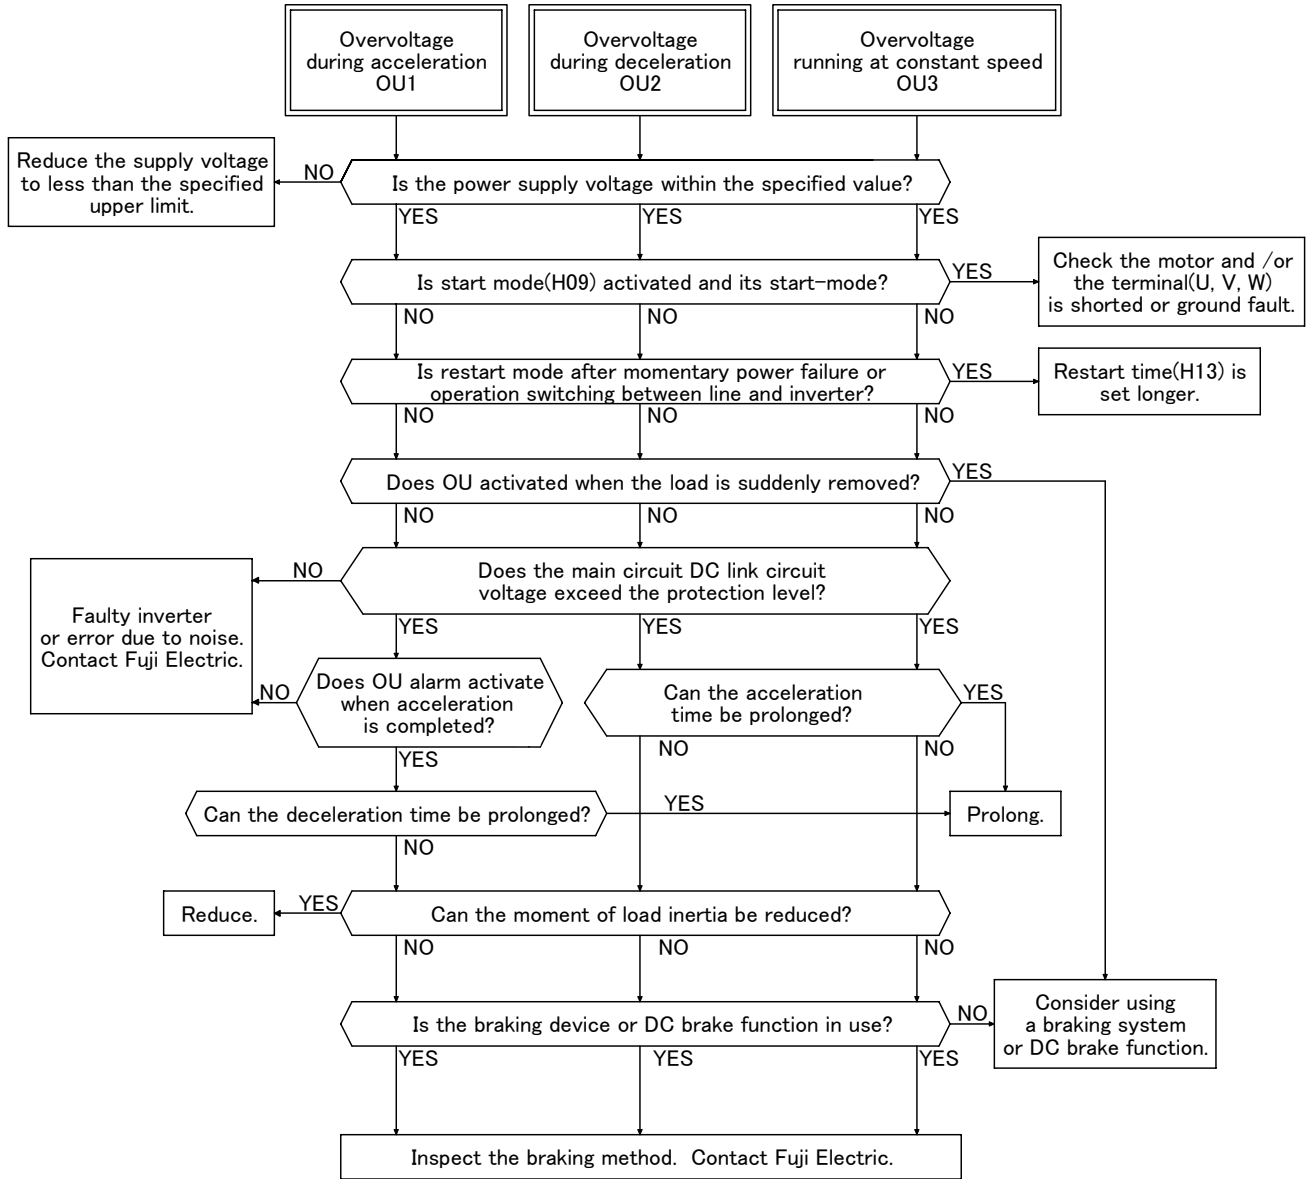 Overvoltage
during acceleration
OU1
Overvoltage
during deceleration
OU2
Overvoltage
running at constant speed
OU3
Reduce the supply voltage
to less than the specified
upper limit.
NO
Is the power supply voltage within the specified value?
YES
YES
YES
Is start mode(H09) activated and its start-mode?
YES
Check the motor and /or
the terminal(U, V, W)
is shorted or ground fault.
NO
NO
NO
Is restart mode after momentary power failure or
operation switching between line and inverter?
YES
Restart time(H13) is
set longer.
NO
NO
NO
Does OU activated when the load is suddenly removed?
YES
NO
NO
NO
Does the main circuit DC link circuit
voltage exceed the protection level?
NO
Faulty inverter
or error due to noise.
Contact Fuji Electric.
YES
YES
YES
NO
Does OU alarm activate
when acceleration
is completed?
Can the acceleration
time be prolonged?
YES
YES
NO
NO
Can the deceleration time be prolonged?
YES
Prolong.
NO
Reduce.
YES
Can the moment of load inertia be reduced?
NO
NO
NO
Is the braking device or DC brake function in use?
NO
Consider using
a braking system
or DC brake function.
YES
YES
YES
Inspect the braking method. Contact Fuji Electric.